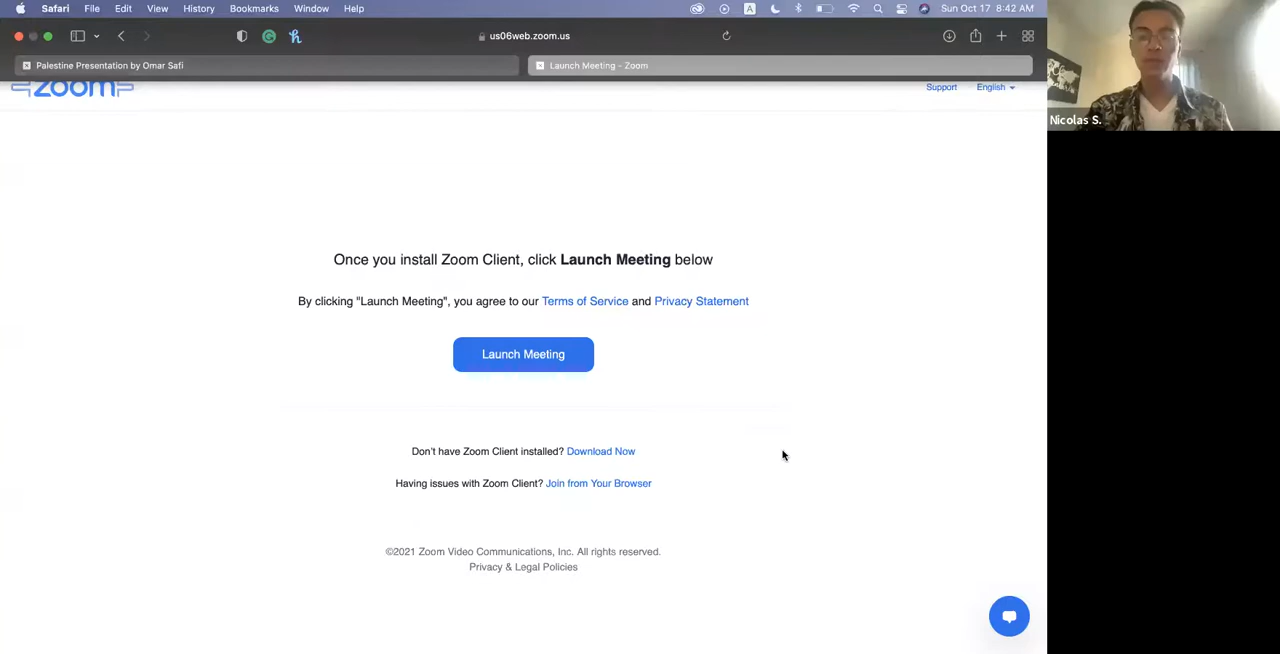 Safari File Edit View History Bookmarks Window Help A Sun Oct 17 8:42 AM
us06web.zoom.us
Palestine Presentation by Omar Safi Launch Meeting - Zoom
zoom Support English
Nicolas S.
Once you install Zoom Client, click Launch Meeting below
By clicking "Launch Meeting", you agree to our Terms of Service and Privacy Statement
Launch Meeting
Don't have Zoom Client installed? Download Now
Having issues with Zoom Client? Join from Your Browser
©2021 Zoom Video Communications, Inc. All rights reserved.
Privacy & Legal Policies